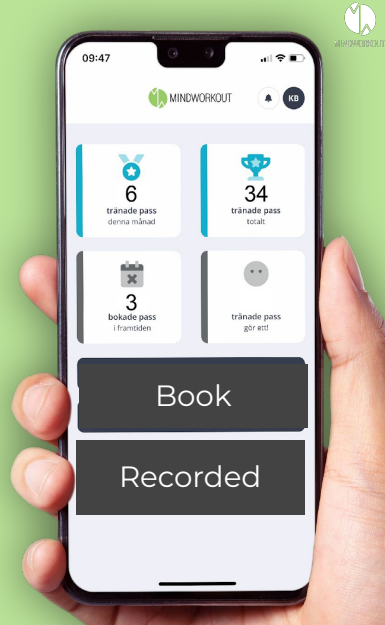 09:47
MINDWORKOUT
KB
6
tränade pass
denna månad
34
tränade pass
totalt
3
bokade pass
i framtiden
tränade pass
gör ett!
Book
Recorded